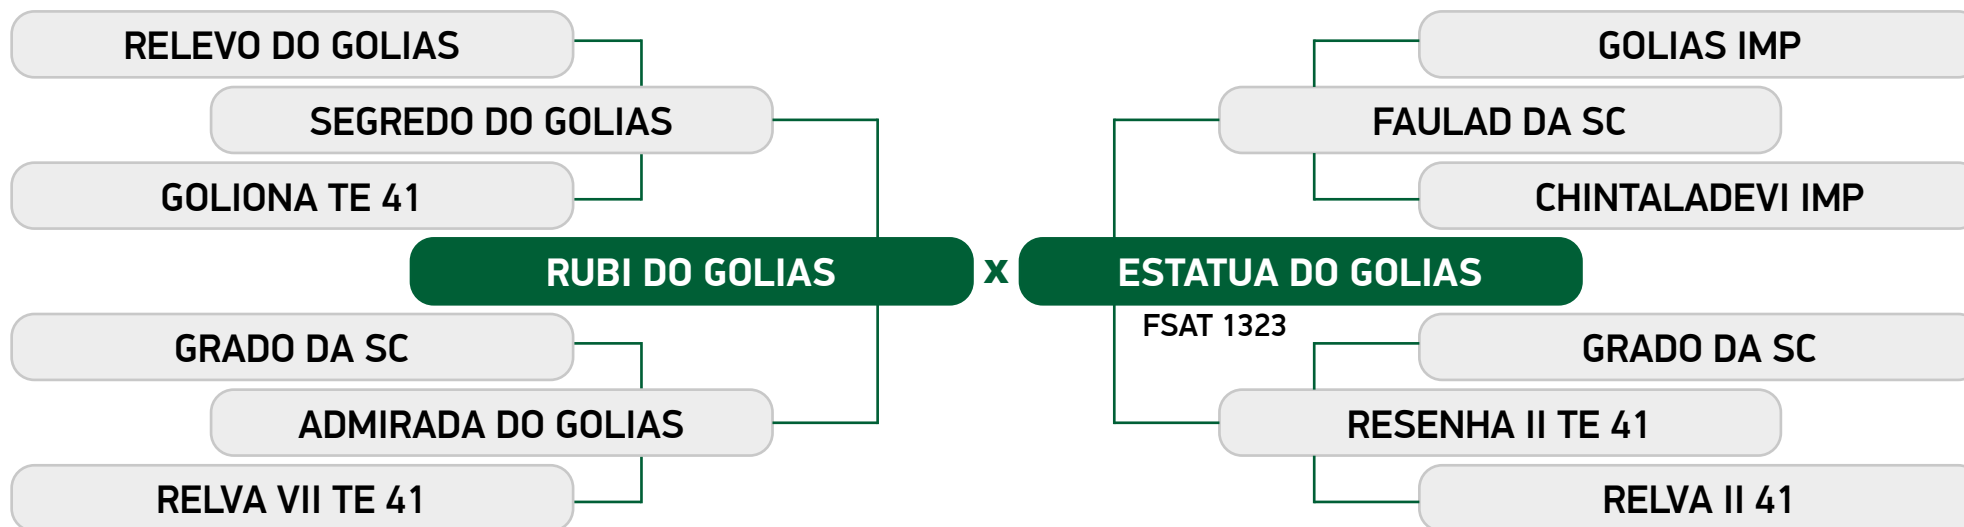 RELEVO DO GOLIAS
GOLIAS IMP
SEGREDO DO GOLIAS
FAULAD DA SC
GOLIONA TE 41
CHINTALADEVI IMP
RUBI DO GOLIAS
x
ESTATUA DO GOLIAS
FSAT 1323
GRADO DA SC
GRADO DA SC
ADMIRADA DO GOLIAS
RESENHA II TE 41
RELVA VII TE 41
RELVA II 41